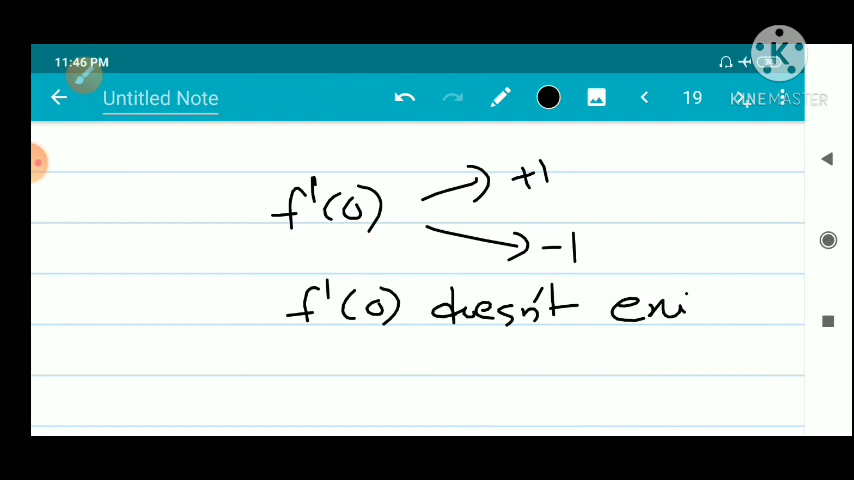 11:46 PM
KINEMASTER
Untitled Note
19
f'(0) → +1
→ -1
f'(0) doesn't exi